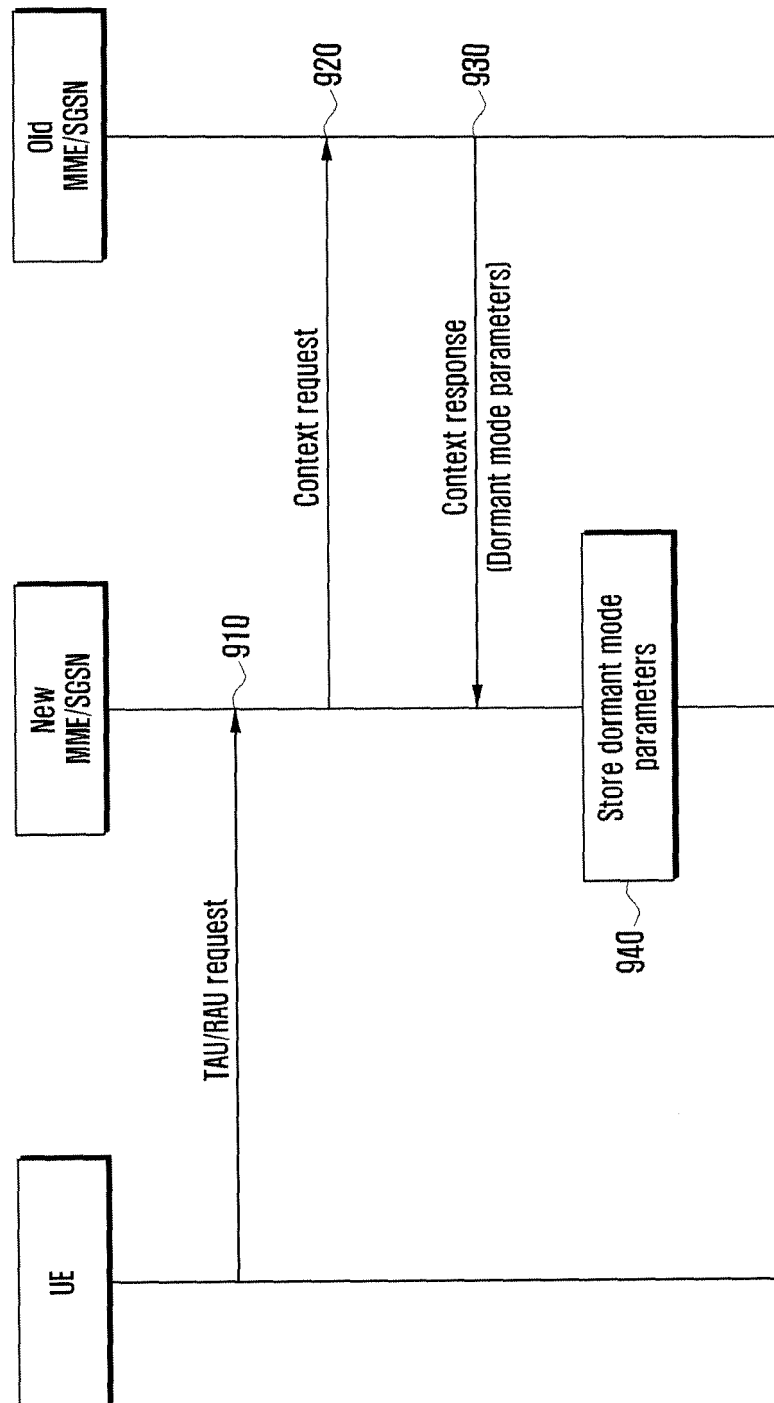 UE
New
MME/SGSN
Old
MME/SGSN
TAU/RAU request
910
Context request
920
Context response
(Dormant mode parameters)
930
Store dormant mode
parameters
940